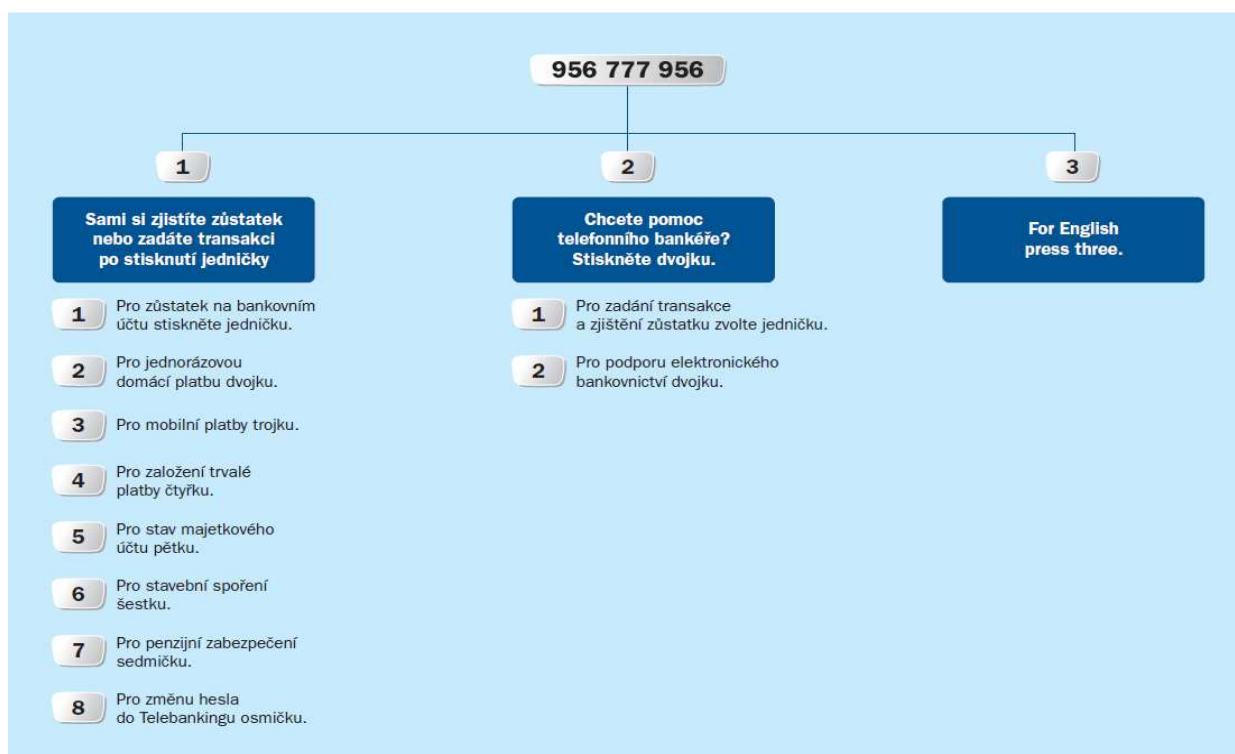 956 777 956
1
Sami si zjistíte zůstatek
nebo zadáte transakci
po stisknutí jedničky
1
Pro zůstatek na bankovním
účtu stiskněte jedničku.
2
Pro jednorázovou
domácí platbu dvojku.
3
Pro mobilní platby trojku.
4
Pro založení trvalé
platby čtyřku.
5
Pro stav majetkového
účtu pětku.
6
Pro stavební spoření
šestku.
7
Pro penzijní zabezpečení
sedmičku.
8
Pro změnu hesla
do Telebankingu osmičku.
2
Chcete pomoc
telefonního bankéře?
Stiskněte dvojku.
1
Pro zadání transakce
a zjištění zůstatku zvolte jedničku.
2
Pro podporu elektronického
bankovnictví dvojku.
3
For English
press three.